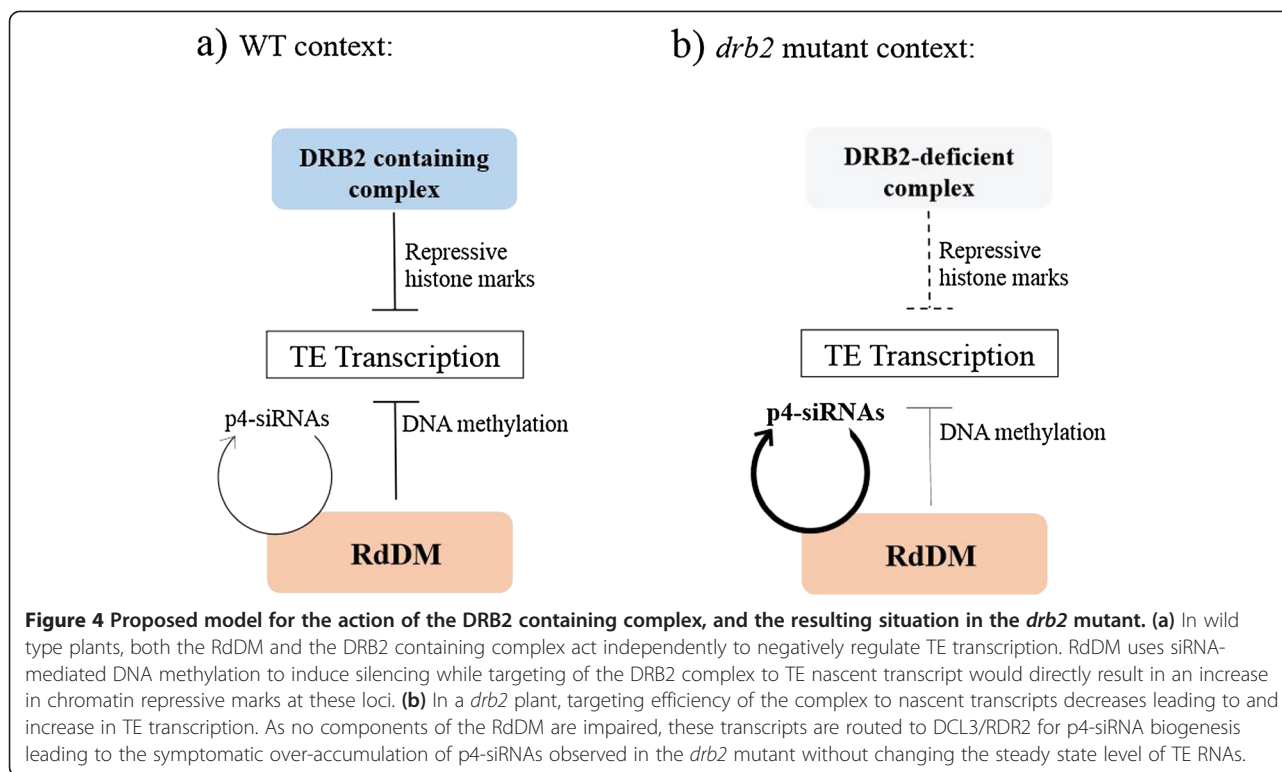 a) WT context:
b) drb2 mutant context:
DRB2 containing
complex
Repressive
histone marks
TE Transcription
p4-siRNAs
DNA methylation
RdDM
DRB2-deficient
complex
Repressive
histone marks
TE Transcription
p4-siRNAs
DNA methylation
RdDM
Figure 4 Proposed model for the action of the DRB2 containing complex, and the resulting situation in the drb2 mutant. (a) In wild
type plants, both the RdDM and the DRB2 containing complex act independently to negatively regulate TE transcription. RdDM uses siRNA-
mediated DNA methylation to induce silencing while targeting of the DRB2 complex to TE nascent transcript would directly result in an increase
in chromatin repressive marks at these loci. (b) In a drb2 plant, targeting efficiency of the complex to nascent transcripts decreases leading to and
increase in TE transcription. As no components of the RdDM are impaired, these transcripts are routed to DCL3/RDR2 for p4-siRNA biogenesis
leading to the symptomatic over-accumulation of p4-siRNAs observed in the drb2 mutant without changing the steady state level of TE RNAs.